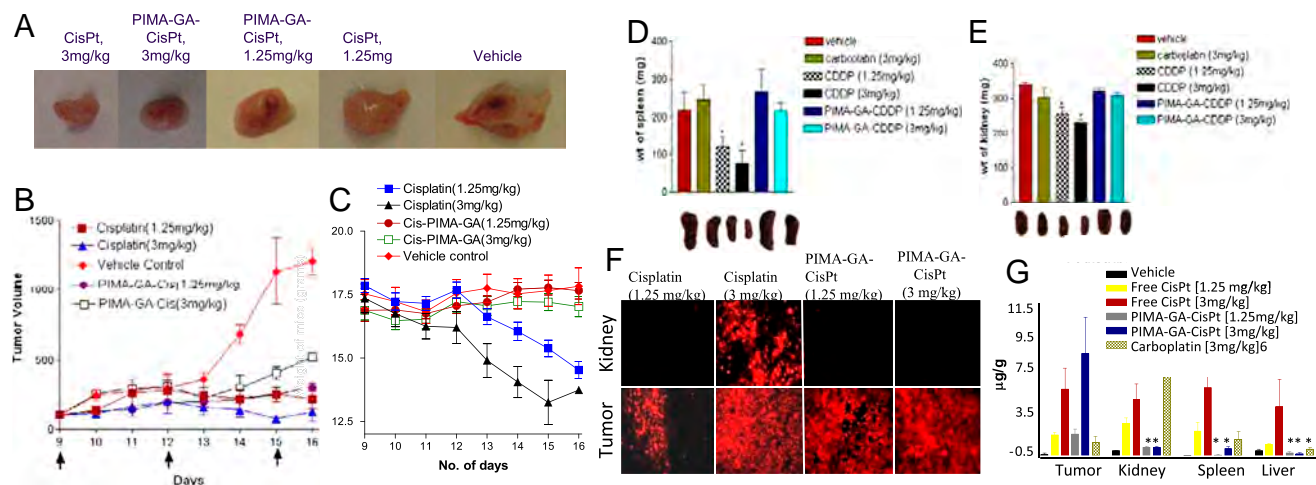 A
CisPt,
3mg/kg
PIMA-GA-
CisPt,
3mg/kg
PIMA-GA-
CisPt,
1.25mg/kg
CisPt,
1.25mg
Vehicle
B
Cisplatin(1.25mg/kg)
Cisplatin(3mg/kg)
Vehicle Control
PIMA-GA-Cis(1.25mg/kg
PIMA-GA-Cis(3mg/kg)
Tumor Volume
1500
1000
500
0
9 10 11 12 13 14 15 16
Days
C
Cisplatin(1.25mg/kg)
Cisplatin(3mg/kg)
Cis-PIMA-GA(1.25mg/kg)
Cis-PIMA-GA(3mg/kg)
Vehicle control
20.0
17.5
15.0
12.5
9 10 11 12 13 14 15 16
No. of days
D
vehicle
carboplatin (3mg/kg)
CDDP (1.25mg/kg)
CDDP (3mg/kg)
PIMA-GA-CDDP (1.25mg/kg)
PIMA-GA-CDDP (3mg/kg)
wt of spleen (mg)
400
300
200
100
0
* *
E
vehicle
carboplatin (3mg/kg)
CDDP (1.25mg/kg)
CDDP (3mg/kg)
PIMA-GA-CDDP (1.25mg/kg)
PIMA-GA-CDDP (3mg/kg)
wt of kidney (mg)
400
300
200
100
0
* *
F
Cisplatin
(1.25 mg/kg)
Cisplatin
(3 mg/kg)
PIMA-GA-
CisPt
(1.25 mg/kg)
PIMA-GA-
CisPt
(3 mg/kg)
Kidney
Tumor
G
Vehicle
Free CisPt [1.25 mg/kg]
Free CisPt [3mg/kg]
PIMA-GA-CisPt [1.25mg/kg]
PIMA-GA-CisPt [3mg/kg]
Carboplatin [3mg/kg]6
µg/g
11.5
7.5
3.5
-0.5
** * * ** *
Tumor Kidney Spleen Liver